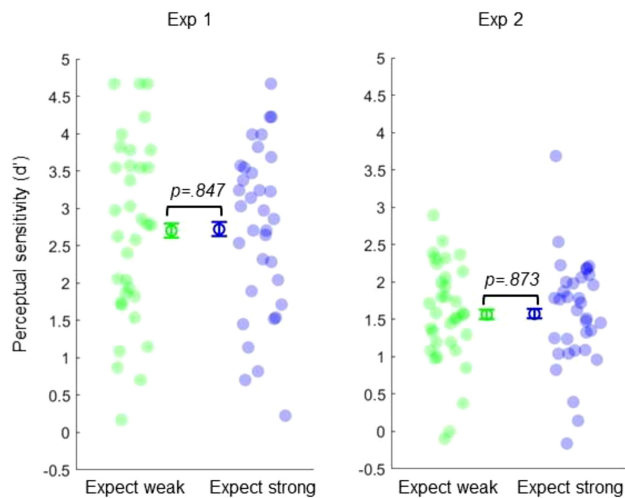 Exp 1
Exp 2
Perceptual sensitivity (d')
5
4.5
4
3.5
3
2.5
2
1.5
1
0.5
0
-0.5
p=.847
Expect weak
Expect strong
5
4.5
4
3.5
3
2.5
2
1.5
1
0.5
0
-0.5
p=.873
Expect weak
Expect strong